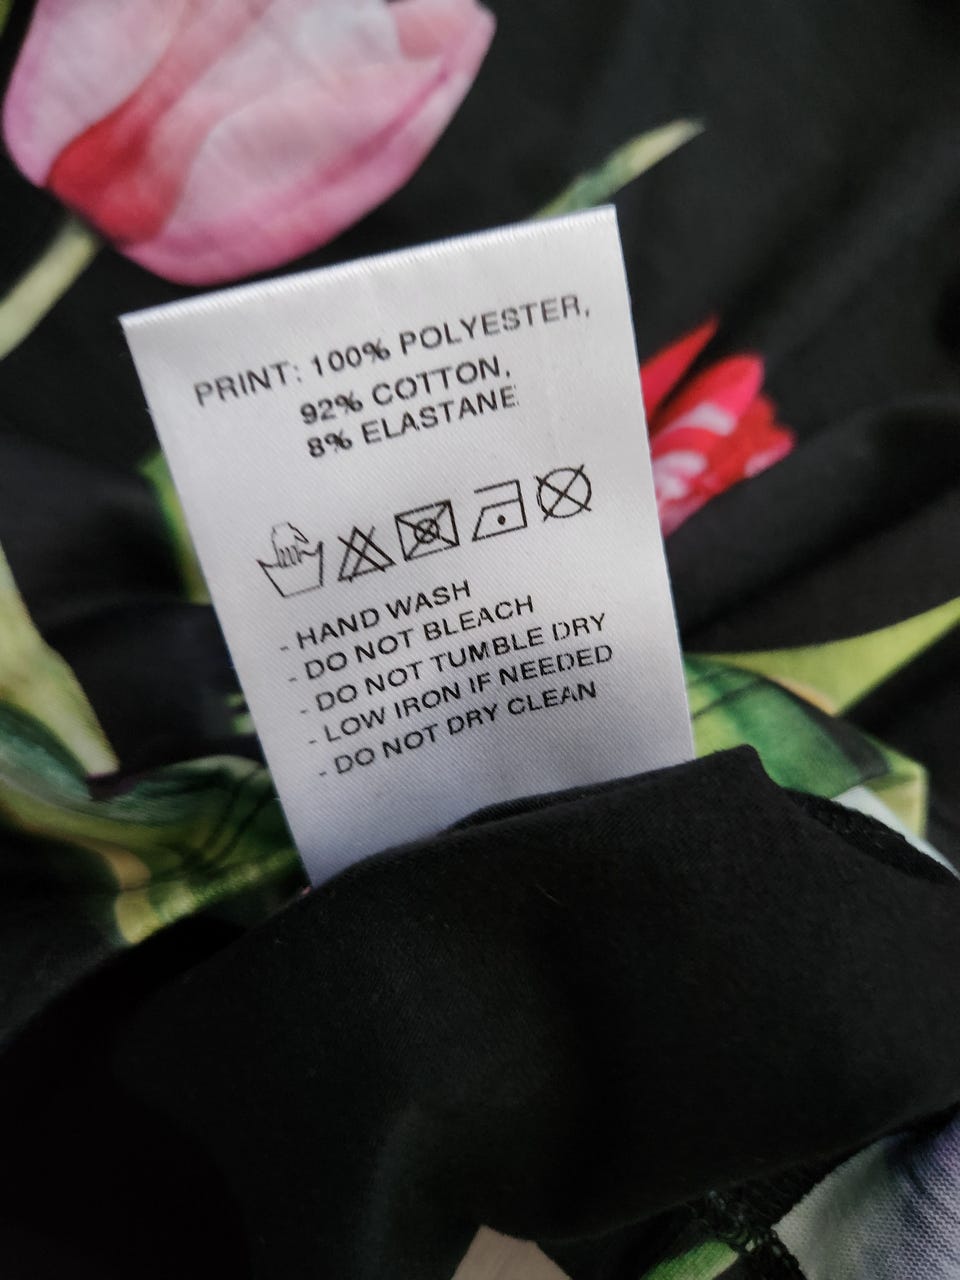 PRINT: 100% POLYESTER,
92% COTTON,
8% ELASTANE
- HAND WASH
- DO NOT BLEACH
- DO NOT TUMBLE DRY
- LOW IRON IF NEEDED
- DO NOT DRY CLEAN